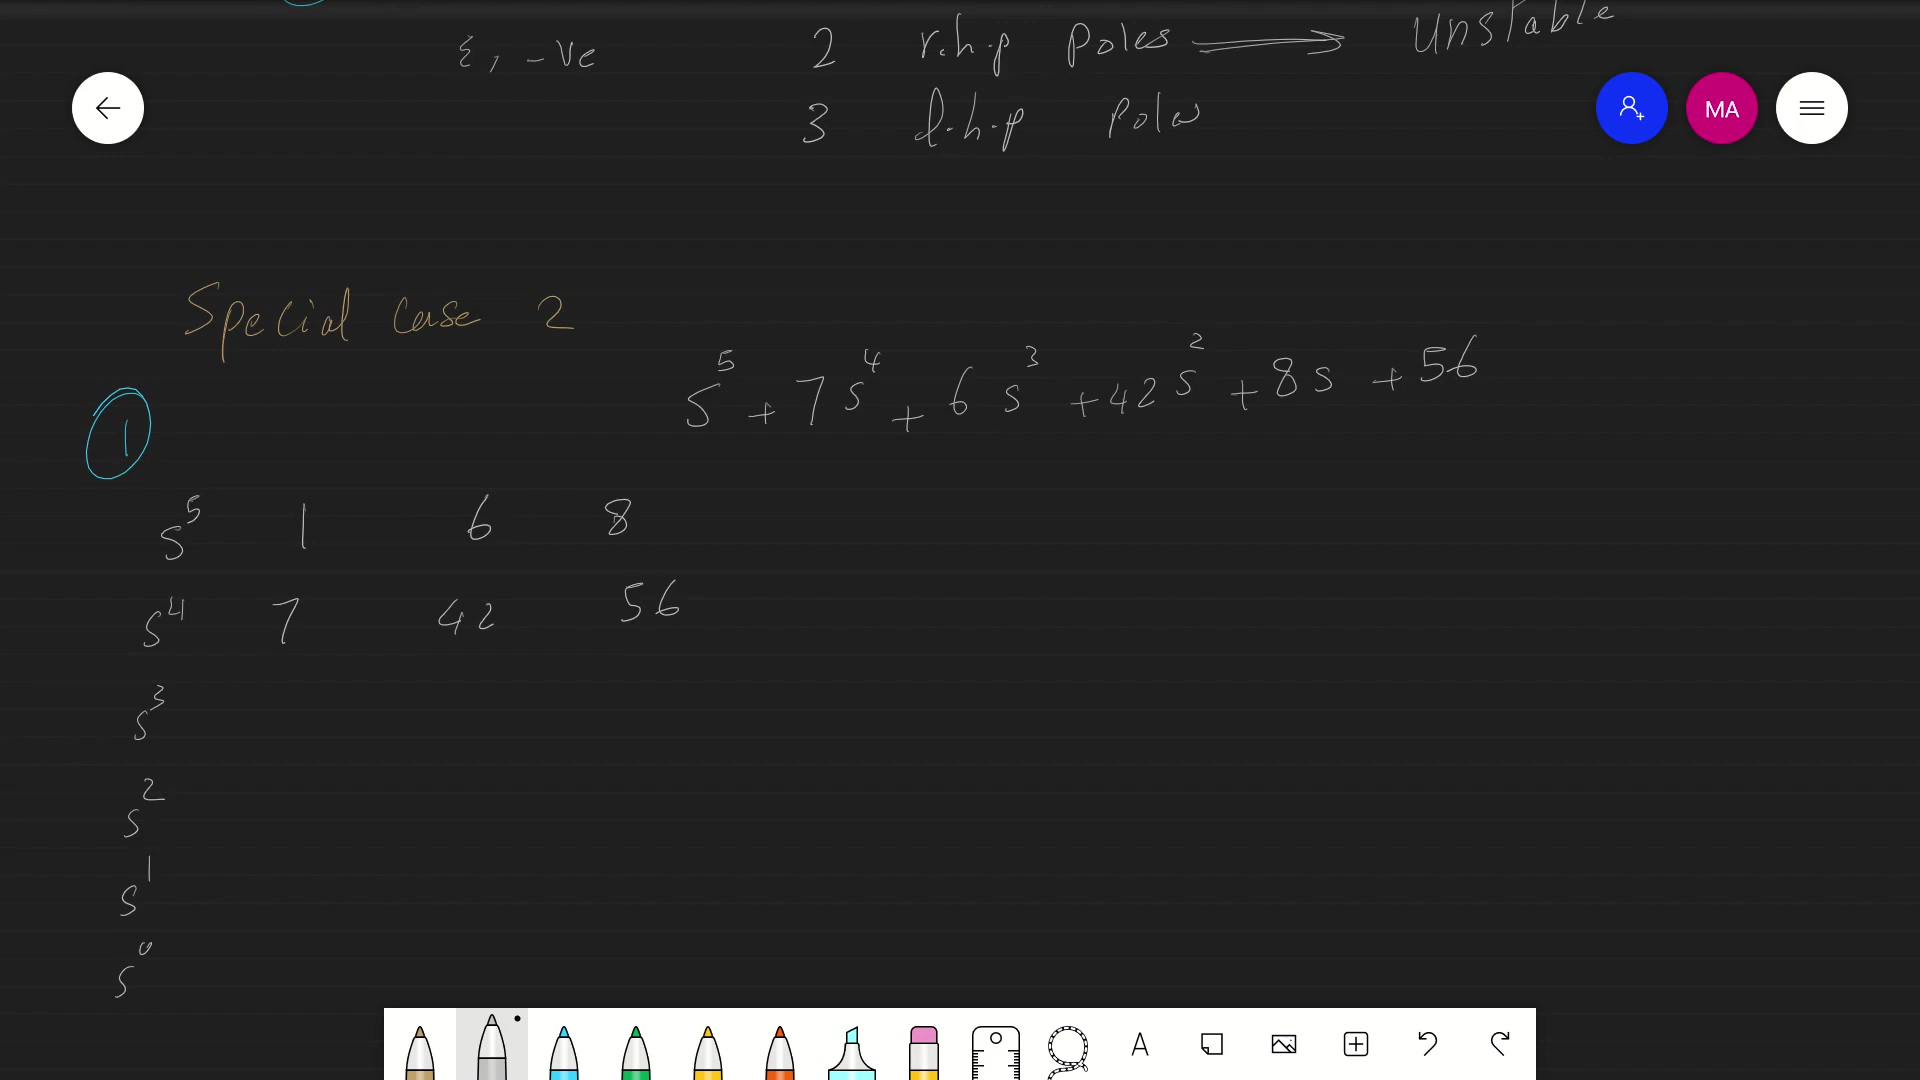 ε, -ve 2 r.h.p Poles ⟹ Unstable
3 l.h.p Poles
MA
Special Case 2
s⁵ + 7s⁴ + 6s³ + 42s² + 8s + 56
1
s⁵ 1 6 8
s⁴ 7 42 56
s³
s²
s¹
s⁰
A